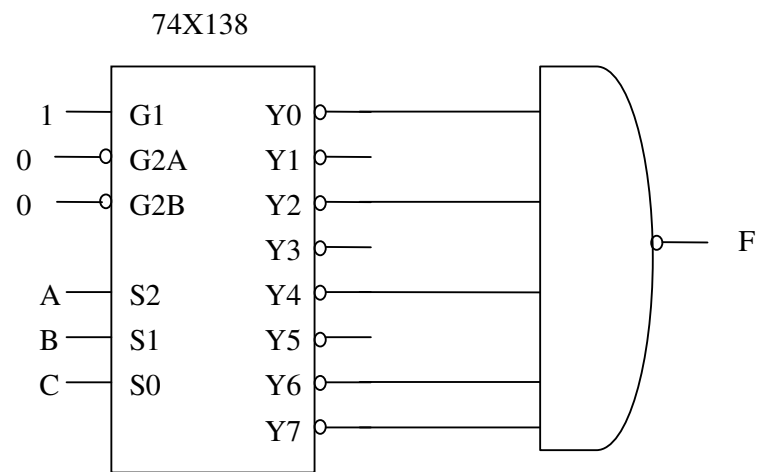 74X138
1 G1 Y0
0 G2A Y1
0 G2B Y2
Y3
F
A S2 Y4
B S1 Y5
C S0 Y6
Y7